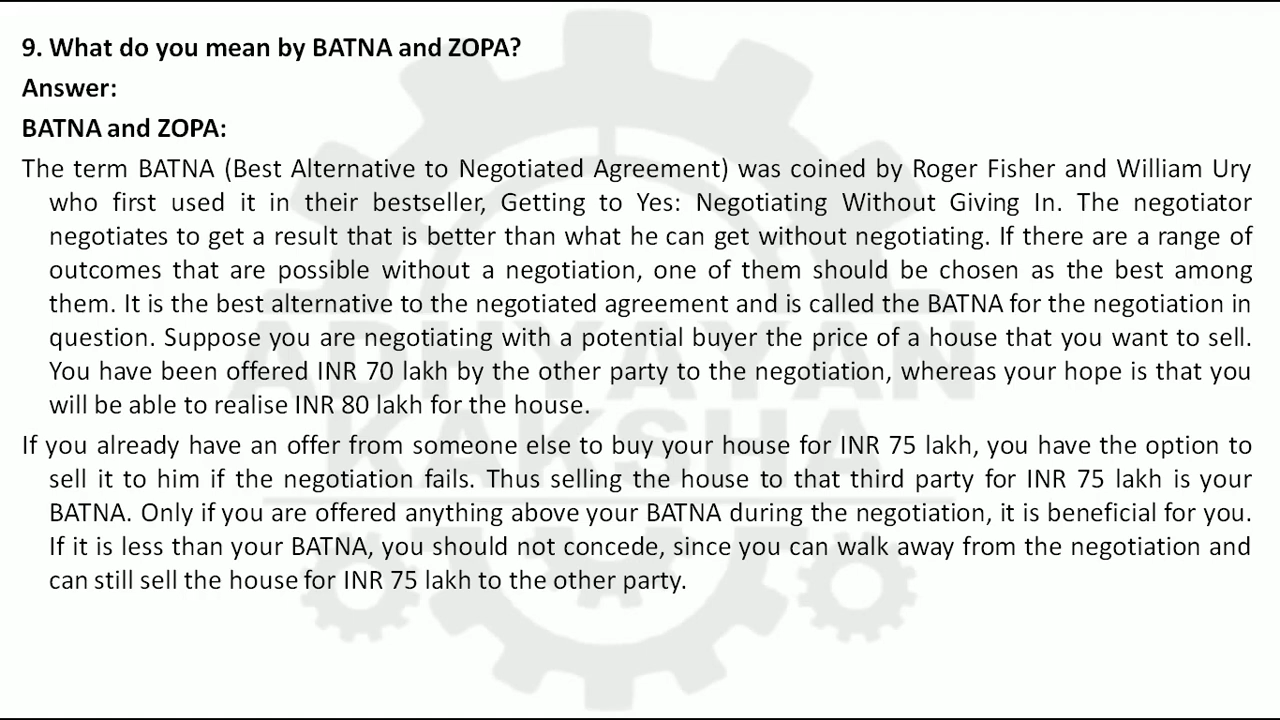 9. What do you mean by BATNA and ZOPA?
Answer:
BATNA and ZOPA:
The term BATNA (Best Alternative to Negotiated Agreement) was coined by Roger Fisher and William Ury
who first used it in their bestseller, Getting to Yes: Negotiating Without Giving In. The negotiator
negotiates to get a result that is better than what he can get without negotiating. If there are a range of
outcomes that are possible without a negotiation, one of them should be chosen as the best among
them. It is the best alternative to the negotiated agreement and is called the BATNA for the negotiation in
question. Suppose you are negotiating with a potential buyer the price of a house that you want to sell.
You have been offered INR 70 lakh by the other party to the negotiation, whereas your hope is that you
will be able to realise INR 80 lakh for the house.
If you already have an offer from someone else to buy your house for INR 75 lakh, you have the option to
sell it to him if the negotiation fails. Thus selling the house to that third party for INR 75 lakh is your
BATNA. Only if you are offered anything above your BATNA during the negotiation, it is beneficial for you.
If it is less than your BATNA, you should not concede, since you can walk away from the negotiation and
can still sell the house for INR 75 lakh to the other party.
ADHYAYAN
KAKSHA